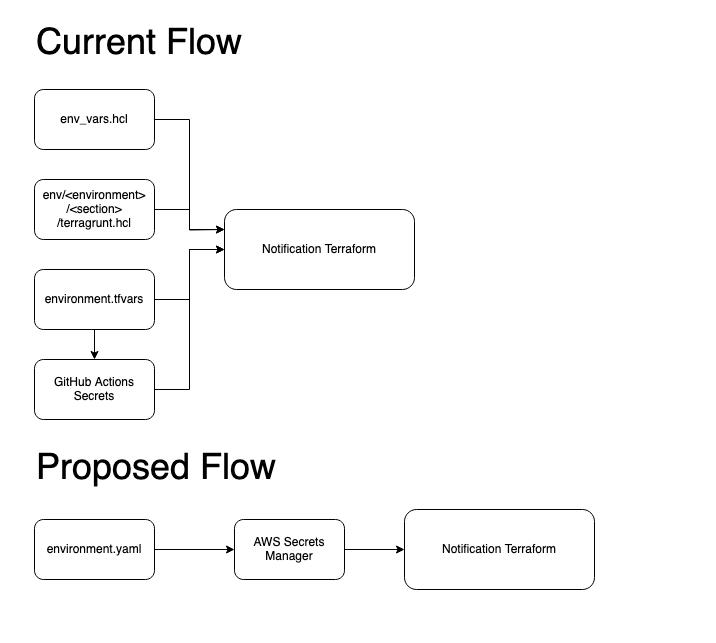 Current Flow
env_vars.hcl
env/<environment>
/<section>
/terragrunt.hcl
Notification Terraform
environment.tfvars
GitHub Actions
Secrets
Proposed Flow
environment.yaml
AWS Secrets
Manager
Notification Terraform